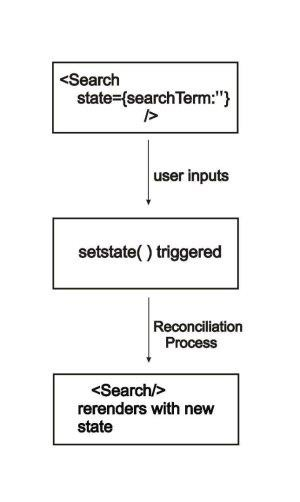 <Search
state={searchTerm:''}
/>
user inputs
setstate( ) triggered
Reconciliation
Process
<Search/>
rerenders with new
state